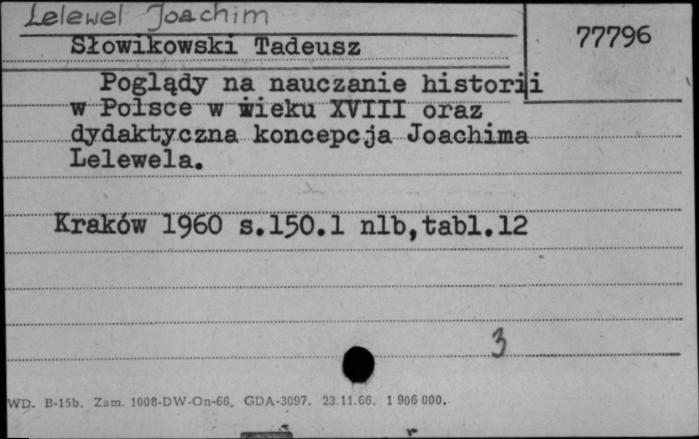 Lelewel Joachim
77796
Słowikowski Tadeusz
Poglądy na nauczanie historii
w Polsce w wieku XVIII oraz
dydaktyczna koncepcja Joachima
Lelewela.
Kraków 1960 s.150.1 nlb,tabl.12
3
WD. B-15b. Zam. 1008-DW-On-66, GDA-3097. 23.11.66. 1 906 000.